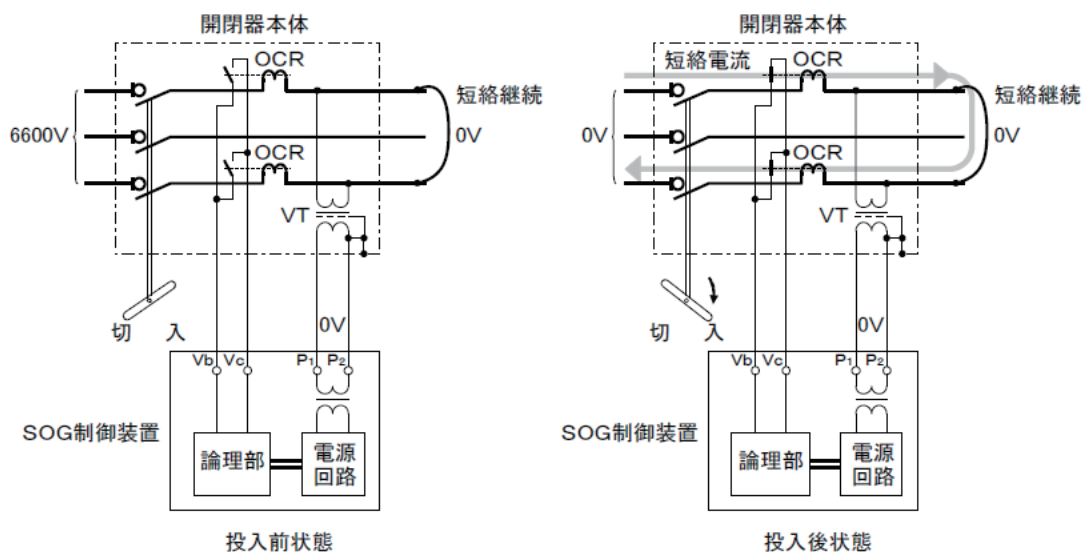 開閉器本体
OCR
短絡継続
6600V
0V
OCR
VT
切 入
0V
Vb Vc P1 P2
SOG制御装置
論理部
電源
回路
投入前状態
開閉器本体
短絡電流
OCR
短絡継続
0V
0V
OCR
VT
切 入
0V
Vb Vc P1 P2
SOG制御装置
論理部
電源
回路
投入後状態